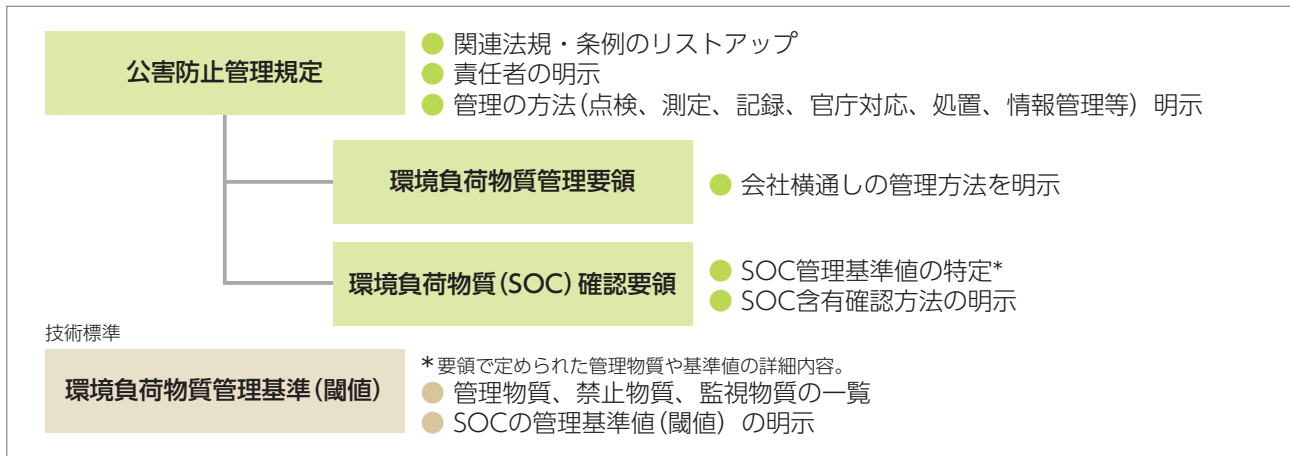 公害防止管理規定
● 関連法規・条例のリストアップ
● 責任者の明示
● 管理の方法(点検、測定、記録、官庁対応、処置、情報管理等) 明示
環境負荷物質管理要領
● 会社横通しの管理方法を明示
環境負荷物質(SOC)確認要領
● SOC管理基準値の特定*
● SOC含有確認方法の明示
技術標準
環境負荷物質管理基準(閾値)
*要領で定められた管理物質や基準値の詳細内容。
● 管理物質、禁止物質、監視物質の一覧
● SOCの管理基準値(閾値) の明示